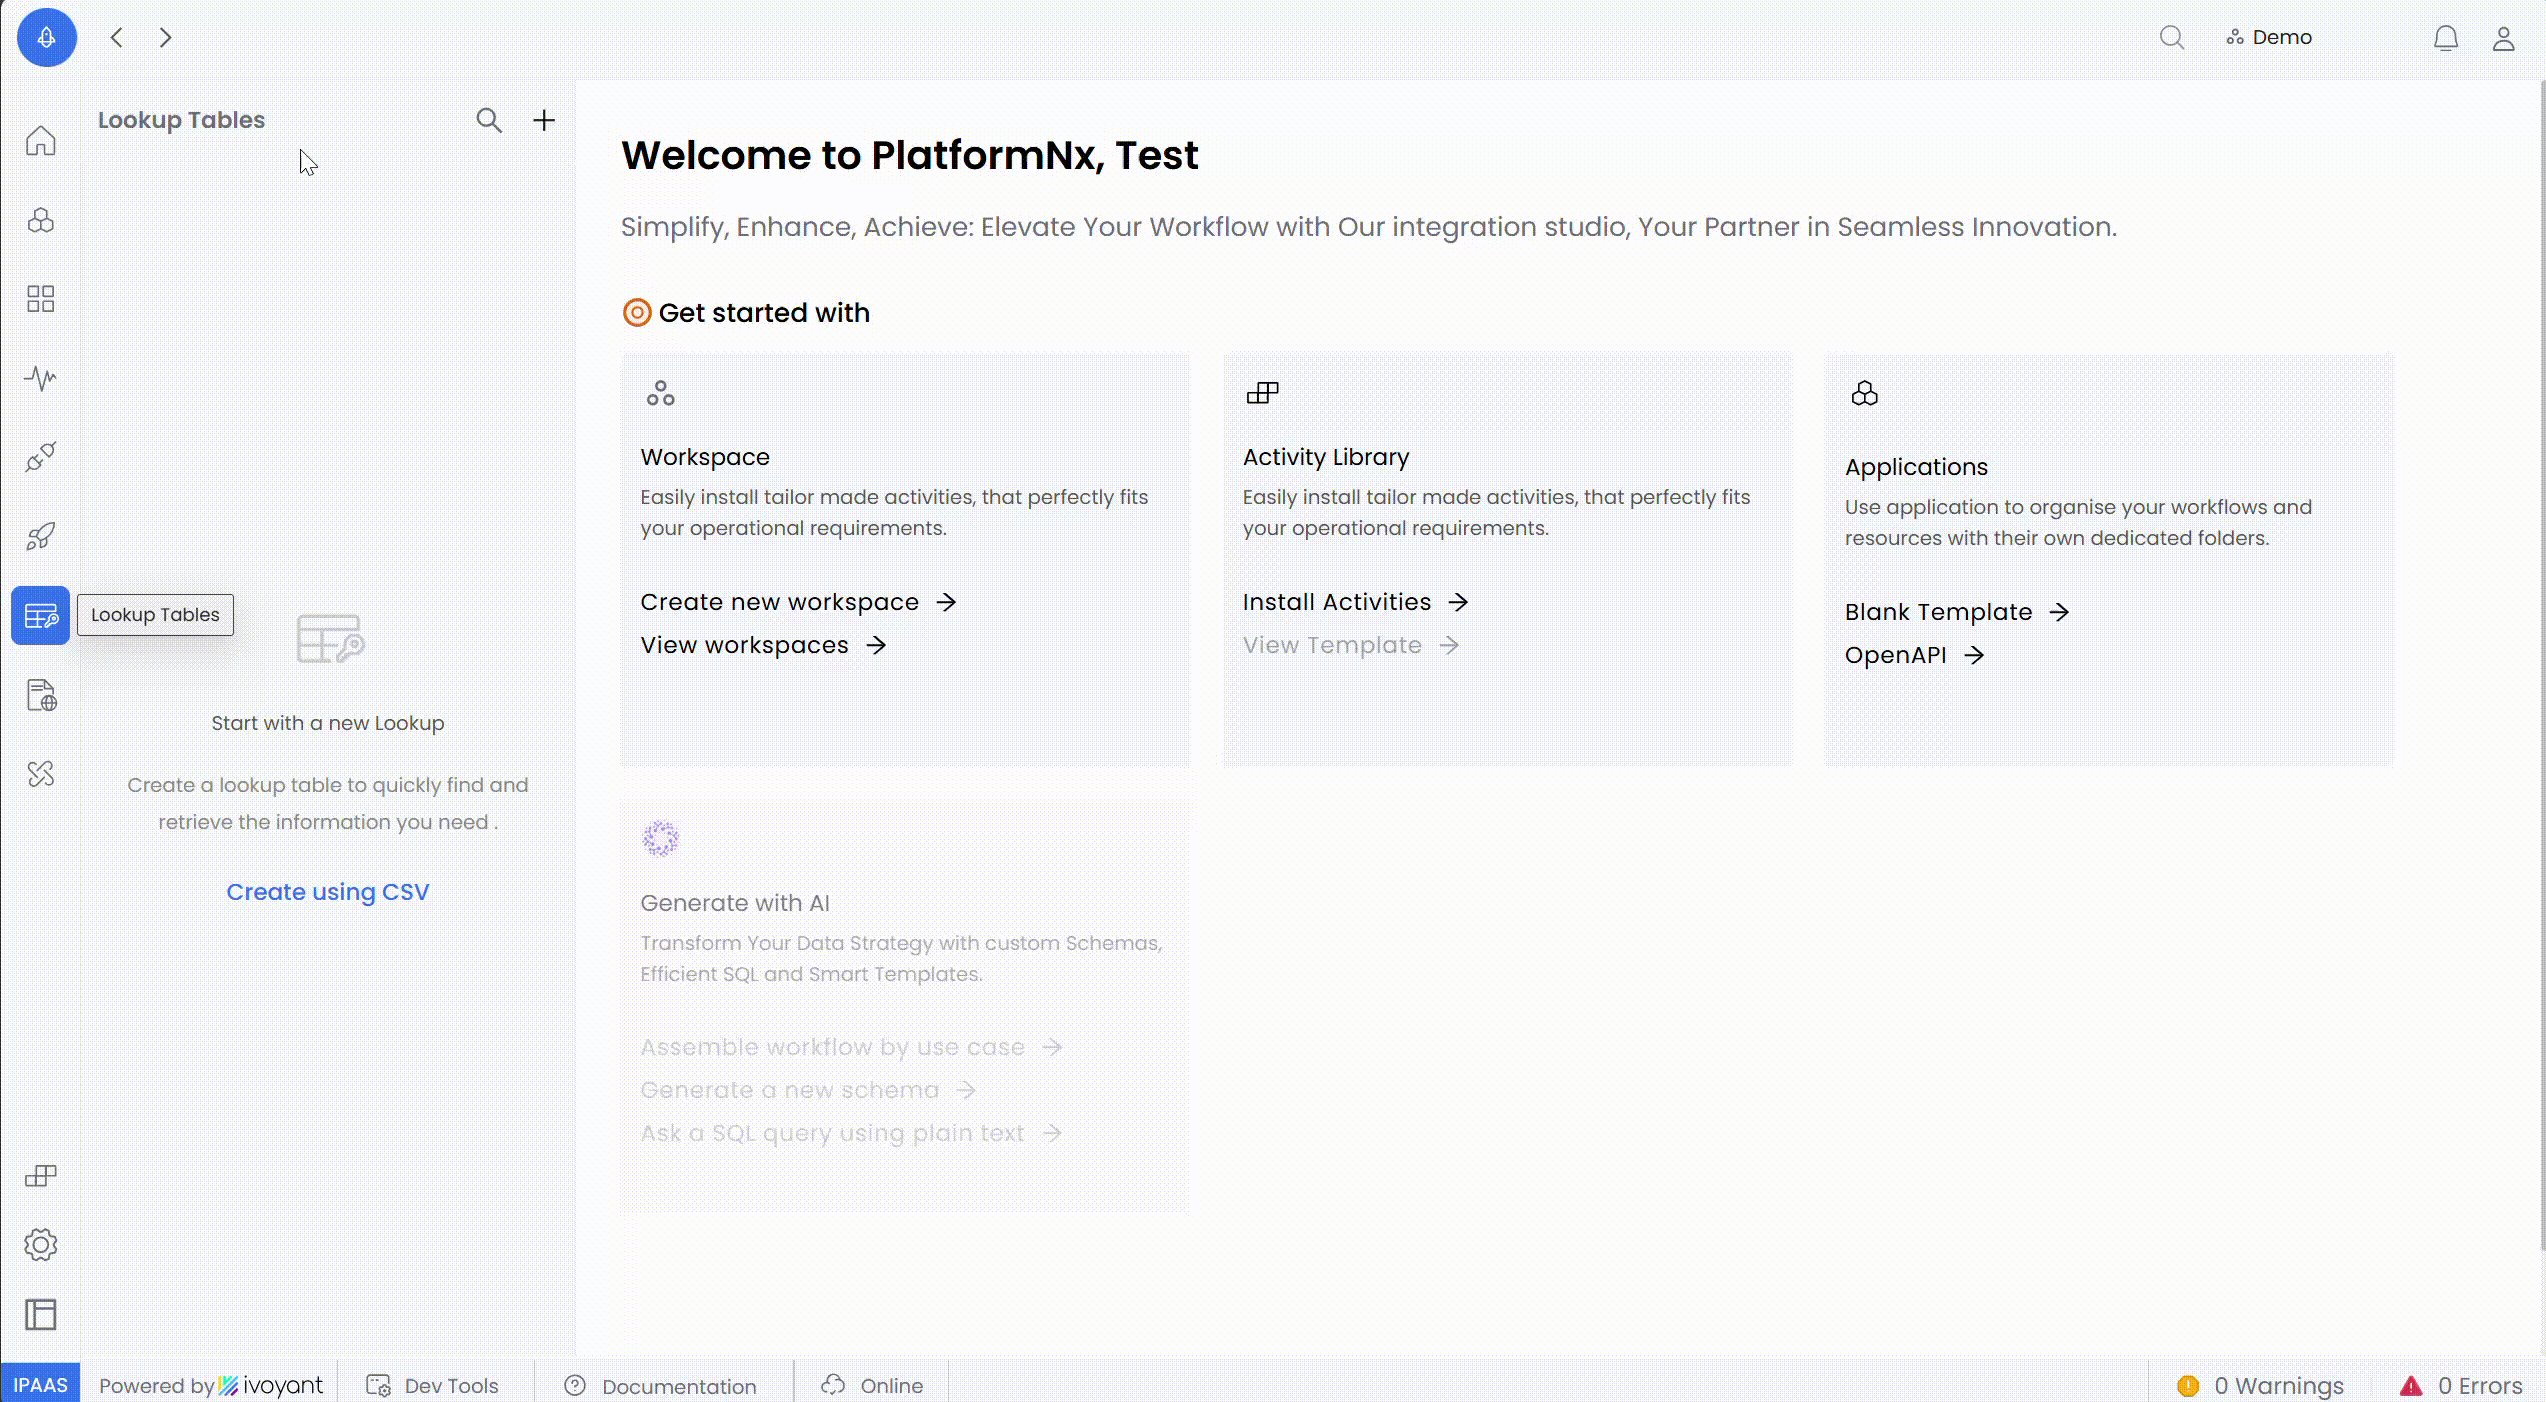 Demo
Lookup Tables
Welcome to PlatformNx, Test
Simplify, Enhance, Achieve: Elevate Your Workflow with Our integration studio, Your Partner in Seamless Innovation.
Get started with
Workspace
Easily install tailor made activities, that perfectly fits
your operational requirements.
Create new workspace
View workspaces
Activity Library
Easily install tailor made activities, that perfectly fits
your operational requirements.
Install Activities
View Template
Applications
Use application to organise your workflows and
resources with their own dedicated folders.
Blank Template
OpenAPI
Lookup Tables
Start with a new Lookup
Create a lookup table to quickly find and
retrieve the information you need .
Create using CSV
Generate with AI
Transform Your Data Strategy with custom Schemas,
Efficient SQL and Smart Templates.
Assemble workflow by use case
Generate a new schema
Ask a SQL query using plain text
IPAAS
Powered by ivoyant
Dev Tools
Documentation
Online
0 Warnings
0 Errors